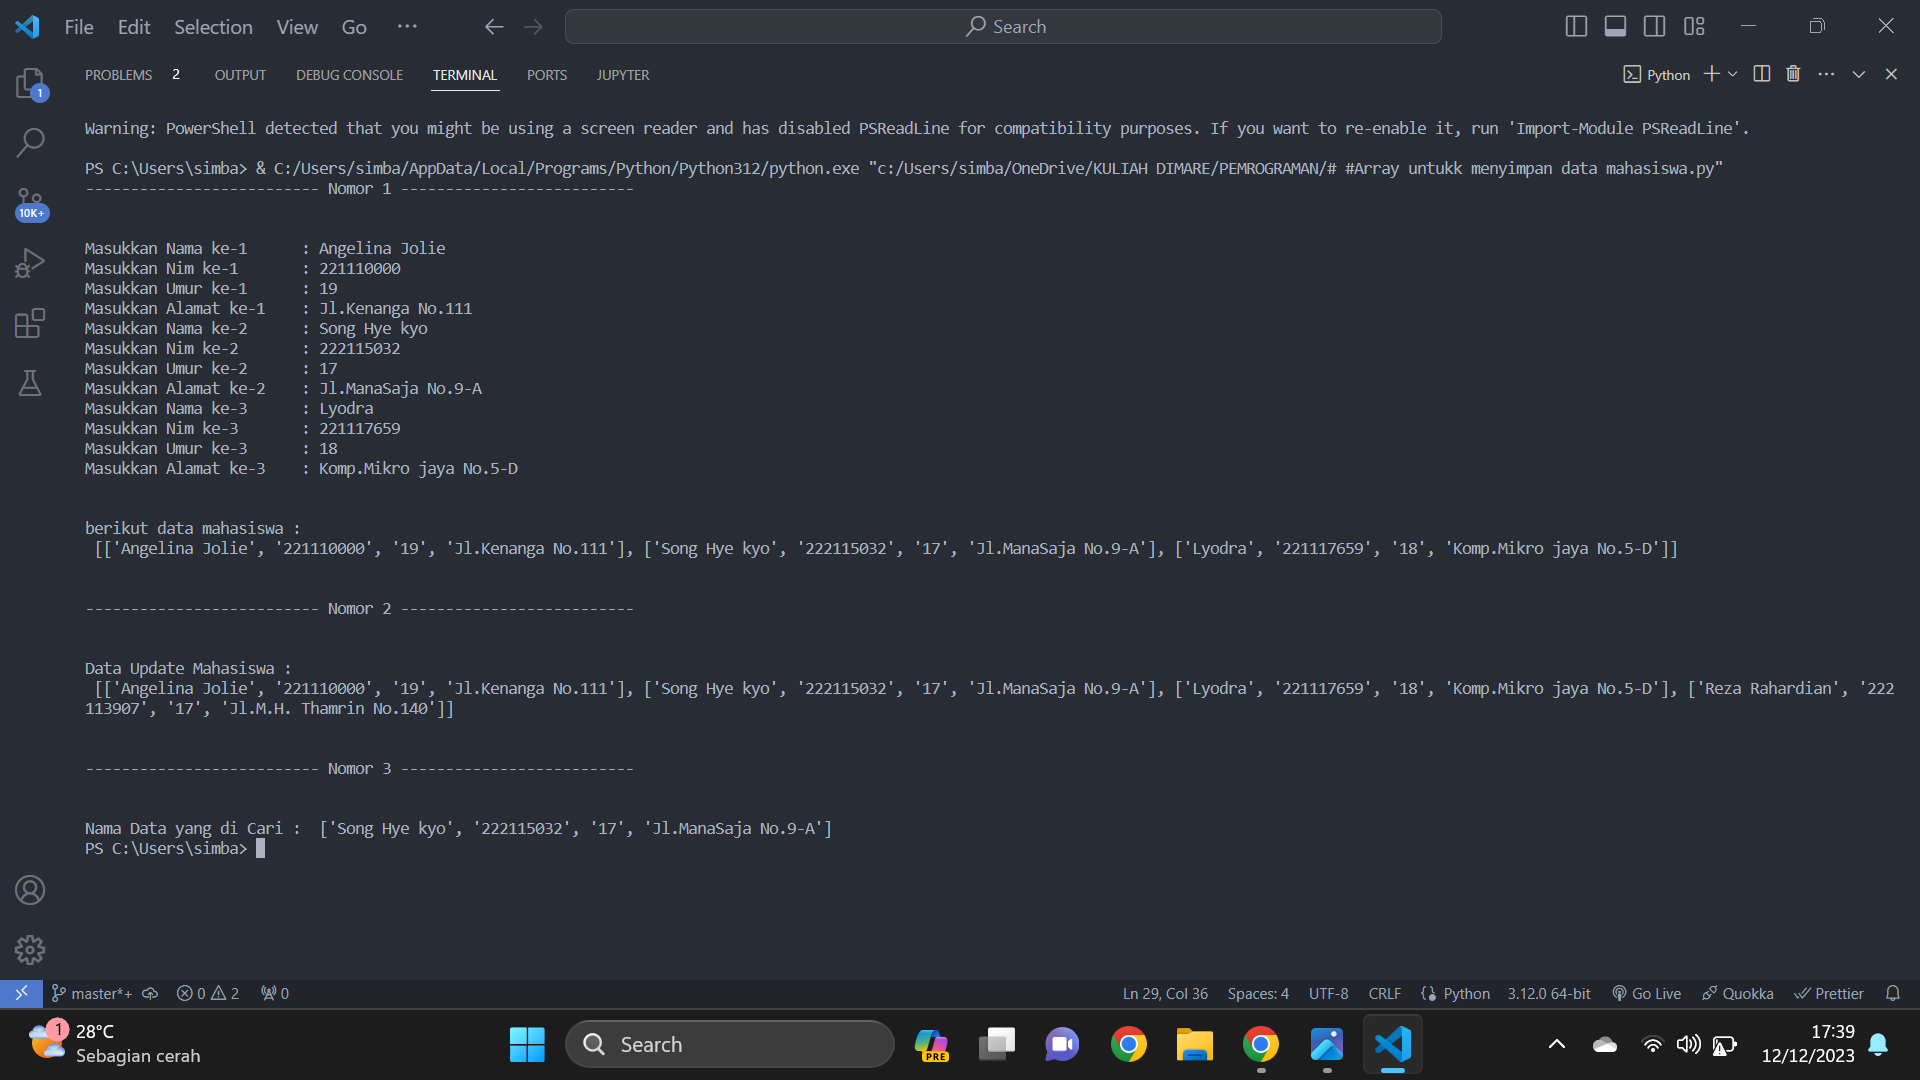 File Edit Selection View Go ··· Search
PROBLEMS 2 OUTPUT DEBUG CONSOLE TERMINAL PORTS JUPYTER Python
1
10K+
Warning: PowerShell detected that you might be using a screen reader and has disabled PSReadLine for compatibility purposes. If you want to re-enable it, run 'Import-Module PSReadLine'.
PS C:\Users\simba> & C:/Users/simba/AppData/Local/Programs/Python/Python312/python.exe "c:/Users/simba/OneDrive/KULIAH DIMARE/PEMROGRAMAN/# #Array untukk menyimpan data mahasiswa.py"
-------------------------- Nomor 1 --------------------------
Masukkan Nama ke-1      : Angelina Jolie
Masukkan Nim ke-1       : 221110000
Masukkan Umur ke-1      : 19
Masukkan Alamat ke-1    : Jl.Kenanga No.111
Masukkan Nama ke-2      : Song Hye kyo
Masukkan Nim ke-2       : 222115032
Masukkan Umur ke-2      : 17
Masukkan Alamat ke-2    : Jl.ManaSaja No.9-A
Masukkan Nama ke-3      : Lyodra
Masukkan Nim ke-3       : 221117659
Masukkan Umur ke-3      : 18
Masukkan Alamat ke-3    : Komp.Mikro jaya No.5-D
berikut data mahasiswa :
[['Angelina Jolie', '221110000', '19', 'Jl.Kenanga No.111'], ['Song Hye kyo', '222115032', '17', 'Jl.ManaSaja No.9-A'], ['Lyodra', '221117659', '18', 'Komp.Mikro jaya No.5-D']]
-------------------------- Nomor 2 --------------------------
Data Update Mahasiswa :
[['Angelina Jolie', '221110000', '19', 'Jl.Kenanga No.111'], ['Song Hye kyo', '222115032', '17', 'Jl.ManaSaja No.9-A'], ['Lyodra', '221117659', '18', 'Komp.Mikro jaya No.5-D'], ['Reza Rahardian', '222
113907', '17', 'Jl.M.H. Thamrin No.140']]
-------------------------- Nomor 3 --------------------------
Nama Data yang di Cari :  ['Song Hye kyo', '222115032', '17', 'Jl.ManaSaja No.9-A']
PS C:\Users\simba>
master*+ 0 2 0 Ln 29, Col 36 Spaces: 4 UTF-8 CRLF Python 3.12.0 64-bit Go Live Quokka Prettier
1 28°C
Sebagian cerah
Search
PRE
17:39
12/12/2023